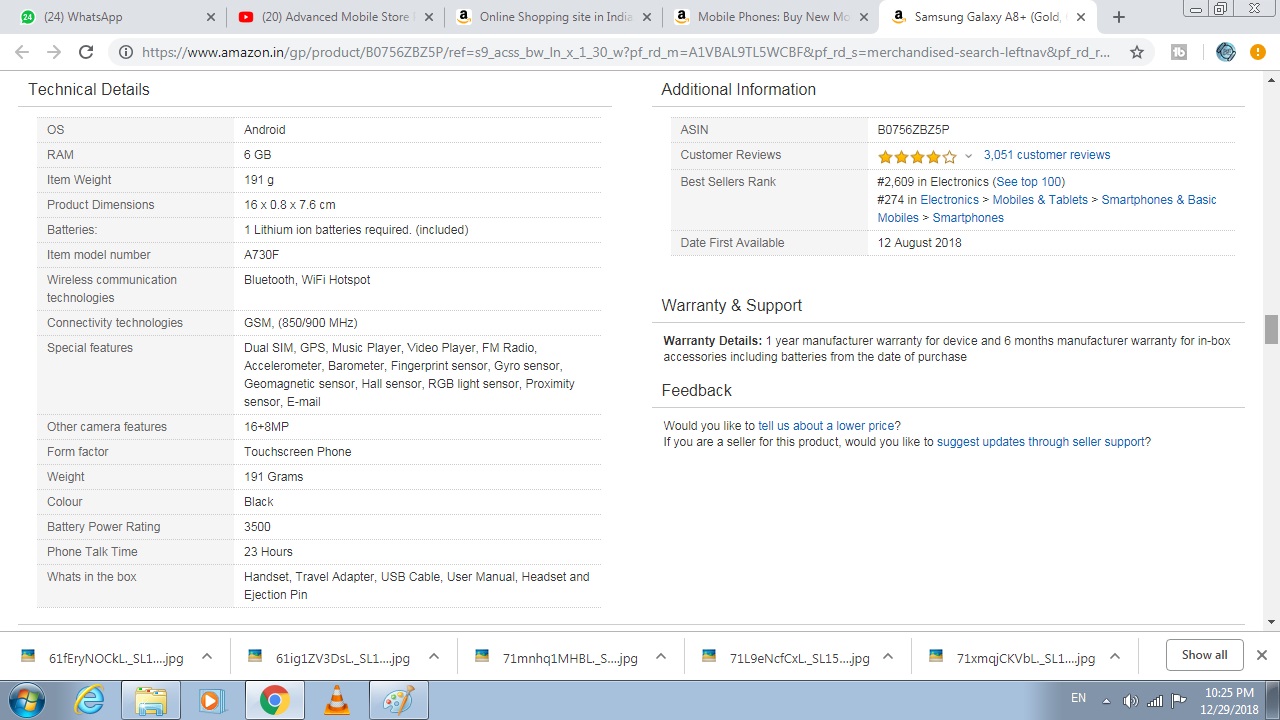 (24) WhatsApp
(20) Advanced Mobile Store
Online Shopping site in India
Mobile Phones: Buy New Mo
Samsung Galaxy A8+ (Gold,
https://www.amazon.in/gp/product/B0756ZBZ5P/ref=s9_acss_bw_ln_x_1_30_w?pf_rd_m=A1VBAL9TL5WCBF&pf_rd_s=merchandised-search-leftnav&pf_rd_r...
Technical Details
OS Android
RAM 6 GB
Item Weight 191 g
Product Dimensions 16 x 0.8 x 7.6 cm
Batteries: 1 Lithium ion batteries required. (included)
Item model number A730F
Wireless communication Bluetooth, WiFi Hotspot
technologies
Connectivity technologies GSM, (850/900 MHz)
Special features Dual SIM, GPS, Music Player, Video Player, FM Radio,
Accelerometer, Barometer, Fingerprint sensor, Gyro sensor,
Geomagnetic sensor, Hall sensor, RGB light sensor, Proximity
sensor, E-mail
Other camera features 16+8MP
Form factor Touchscreen Phone
Weight 191 Grams
Colour Black
Battery Power Rating 3500
Phone Talk Time 23 Hours
Whats in the box Handset, Travel Adapter, USB Cable, User Manual, Headset and
Ejection Pin
Additional Information
ASIN B0756ZBZ5P
Customer Reviews 3,051 customer reviews
Best Sellers Rank #2,609 in Electronics (See top 100)
#274 in Electronics > Mobiles & Tablets > Smartphones & Basic
Mobiles > Smartphones
Date First Available 12 August 2018
Warranty & Support
Warranty Details: 1 year manufacturer warranty for device and 6 months manufacturer warranty for in-box
accessories including batteries from the date of purchase
Feedback
Would you like to tell us about a lower price?
If you are a seller for this product, would you like to suggest updates through seller support?
61fEryNOCkL._SL1....jpg
61ig1ZV3DsL._SL1....jpg
71mnhq1MHBL._S....jpg
71L9eNcfCxL._SL15....jpg
71xmqjCKVbL._SL1....jpg
Show all
EN
10:25 PM
12/29/2018